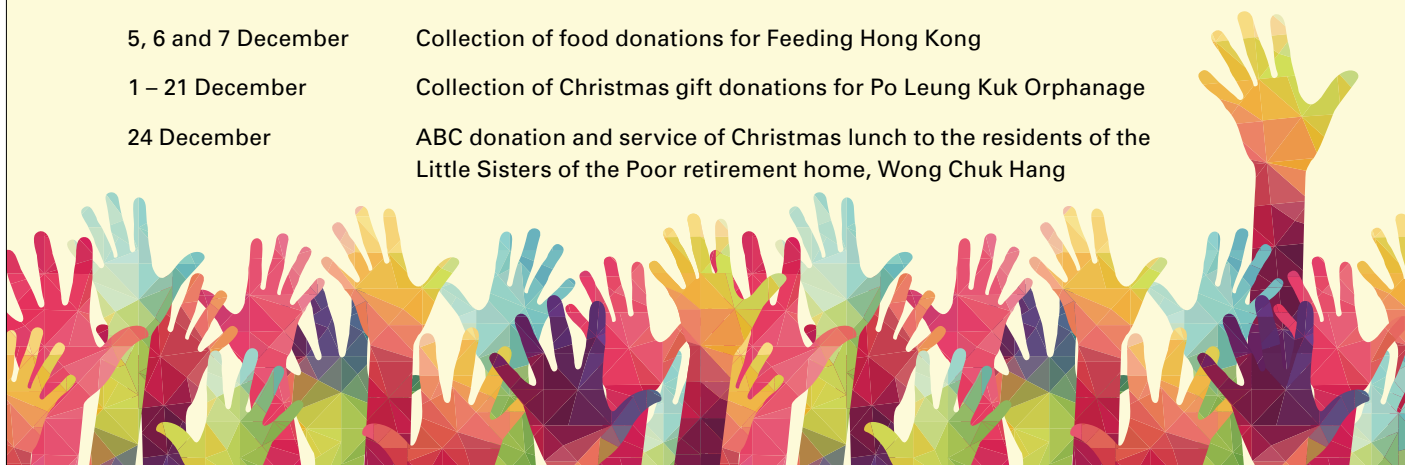 5, 6 and 7 December Collection of food donations for Feeding Hong Kong
1 – 21 December Collection of Christmas gift donations for Po Leung Kuk Orphanage
24 December ABC donation and service of Christmas lunch to the residents of the
Little Sisters of the Poor retirement home, Wong Chuk Hang